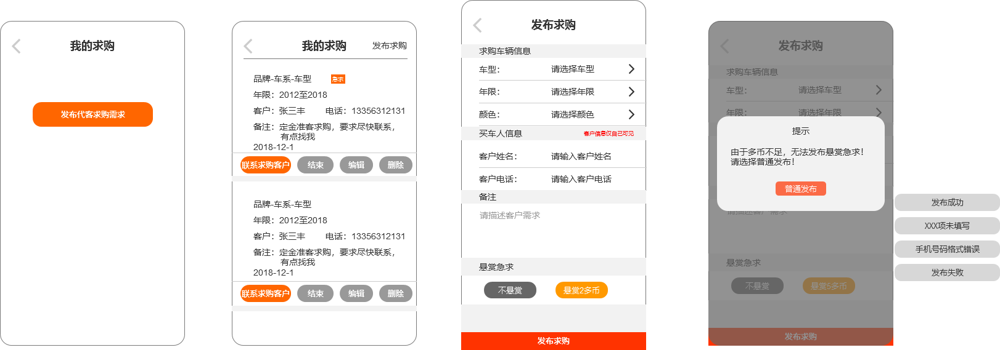 我的求购
发布代客求购需求
我的求购
发布求购
品牌-车系-车型
急求
年限：2012至2018
客户：张三丰 电话：13356312131
备注：定金准客求购，要求尽快联系，
有点找我
2018-12-1
联系求购客户
结束
编辑
删除
品牌-车系-车型
年限：2012至2018
客户：张三丰 电话：13356312131
备注：定金准客求购，要求尽快联系，
有点找我
2018-12-1
联系求购客户
结束
编辑
删除
发布求购
求购车辆信息
车型： 请选择车型
年限： 请选择年限
颜色： 请选择颜色
买车人信息
客户信息仅自己可见
客户姓名： 请输入客户姓名
客户电话： 请输入客户电话
备注
请描述客户需求
悬赏急求
不悬赏
悬赏2多币
发布求购
发布求购
求购车辆信息
车型： 请选择车型
年限： 请选择年限
提示
由于多币不足，无法发布悬赏急求！
请选择普通发布！
普通发布
请描述客户需求
悬赏急求
不悬赏
悬赏5多币
发布求购
发布成功
XXX项未填写
手机号码格式错误
发布失败